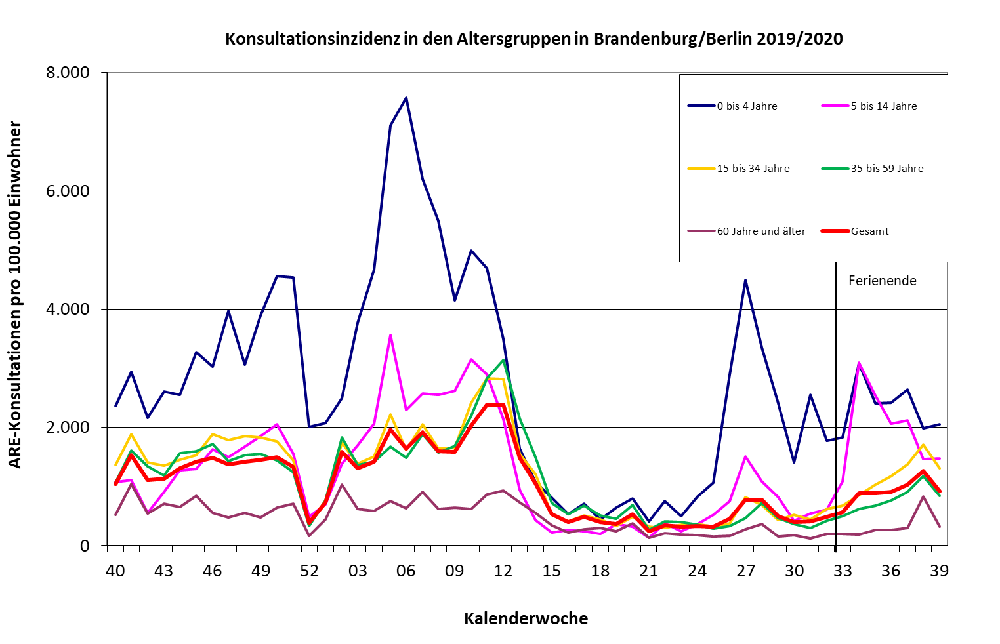 Konsultationsinzidenz in den Altersgruppen in Brandenburg/Berlin 2019/2020
ARE-Konsultationen pro 100.000 Einwohner
8.000
6.000
4.000
2.000
0
0 bis 4 Jahre
5 bis 14 Jahre
15 bis 34 Jahre
35 bis 59 Jahre
60 Jahre und älter
Gesamt
Ferienende
40 43 46 49 52 03 06 09 12 15 18 21 24 27 30 33 36 39
Kalenderwoche